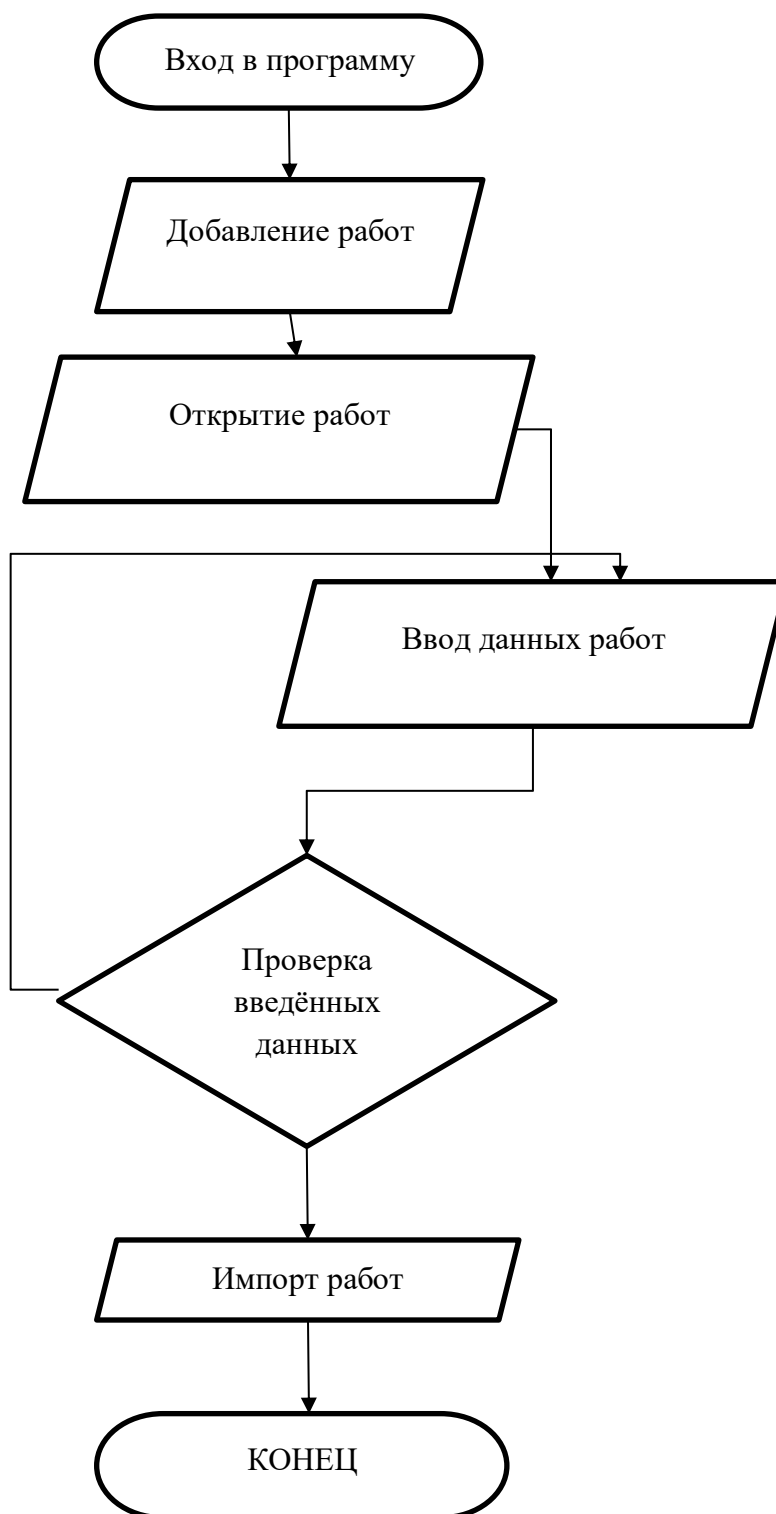 Вход в программу
Добавление работ
Открытие работ
Ввод данных работ
Проверка
введённых
данных
Импорт работ
КОНЕЦ